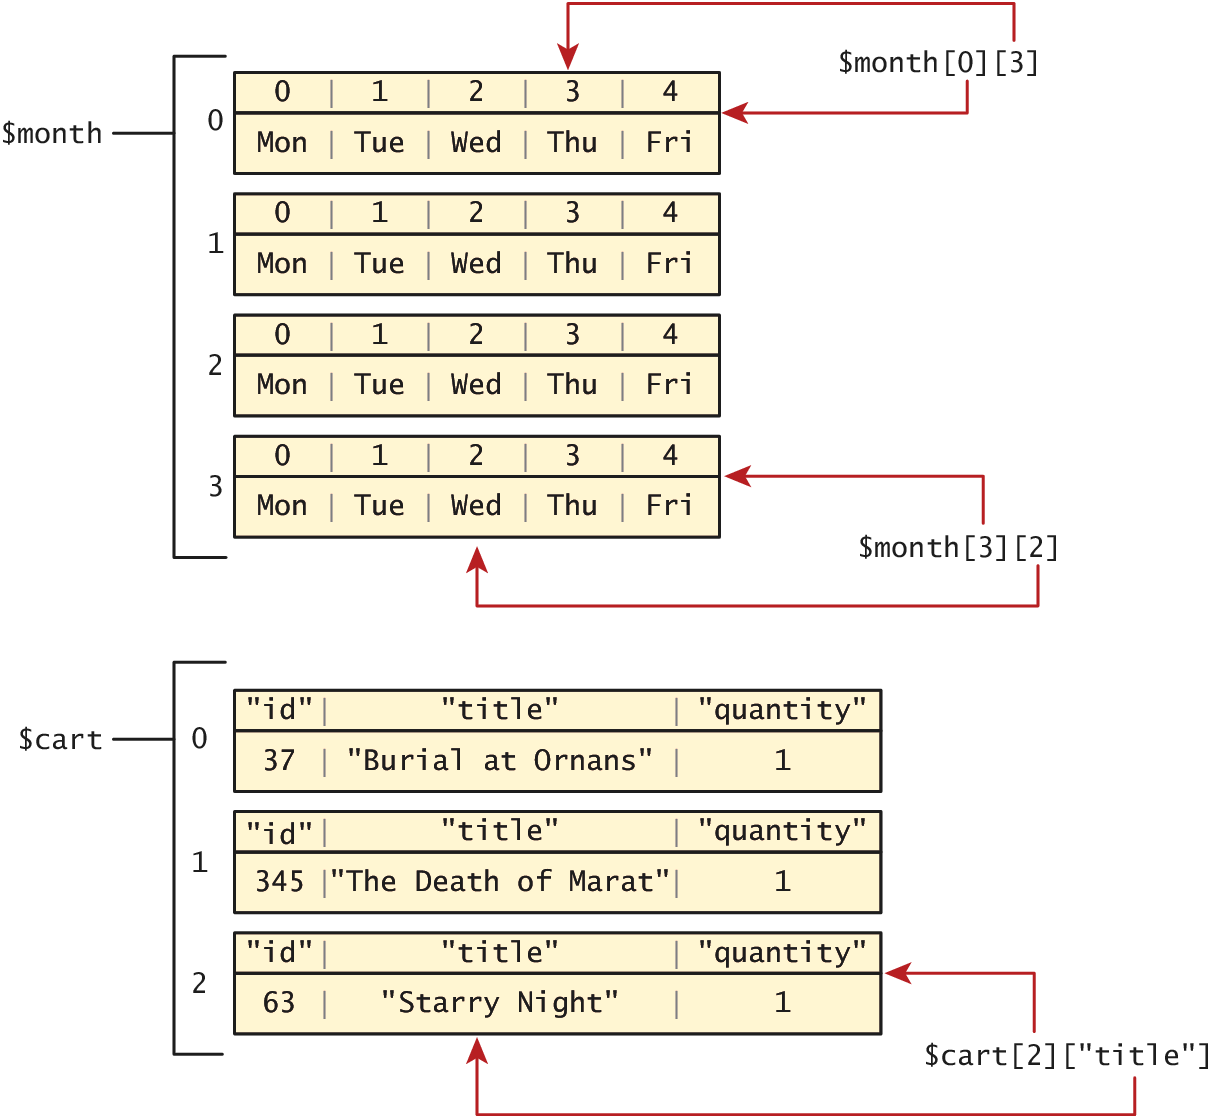 $month[0][3]
0 | 1 | 2 | 3 | 4
0
$month
Mon | Tue | Wed | Thu | Fri
0 | 1 | 2 | 3 | 4
1
Mon | Tue | Wed | Thu | Fri
0 | 1 | 2 | 3 | 4
2
Mon | Tue | Wed | Thu | Fri
0 | 1 | 2 | 3 | 4
3
Mon | Tue | Wed | Thu | Fri
$month[3][2]
"id" | "title" | "quantity"
$cart
0
37 | "Burial at Ornans" | 1
"id" | "title" | "quantity"
1
345 | "The Death of Marat" | 1
"id" | "title" | "quantity"
2
63 | "Starry Night" | 1
$cart[2]["title"]